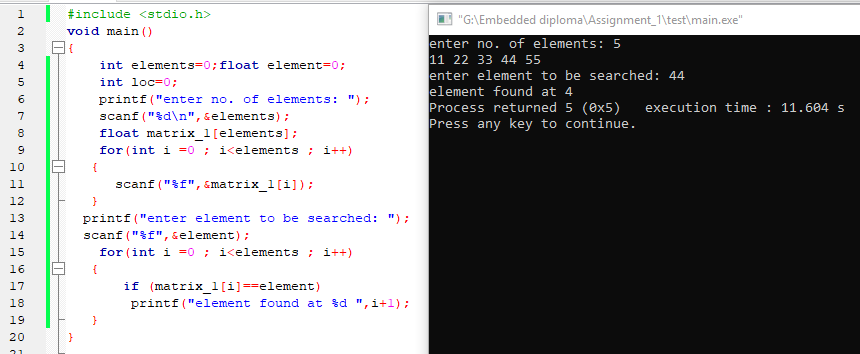 1 #include <stdio.h>
2 void main()
3 {
4 int elements=0;float element=0;
5 int loc=0;
6 printf("enter no. of elements: ");
7 scanf("%d\n",&elements);
8 float matrix_1[elements];
9 for(int i =0 ; i<elements ; i++)
10 {
11 scanf("%f",&matrix_1[i]);
12 }
13 printf("enter element to be searched: ");
14 scanf("%f",&element);
15 for(int i =0 ; i<elements ; i++)
16 {
17 if (matrix_1[i]==element)
18 printf("element found at %d ",i+1);
19 }
20 }
21
"G:\Embedded diploma\Assignment_1\test\main.exe"
enter no. of elements: 5
11 22 33 44 55
enter element to be searched: 44
element found at 4
Process returned 5 (0x5)   execution time : 11.604 s
Press any key to continue.